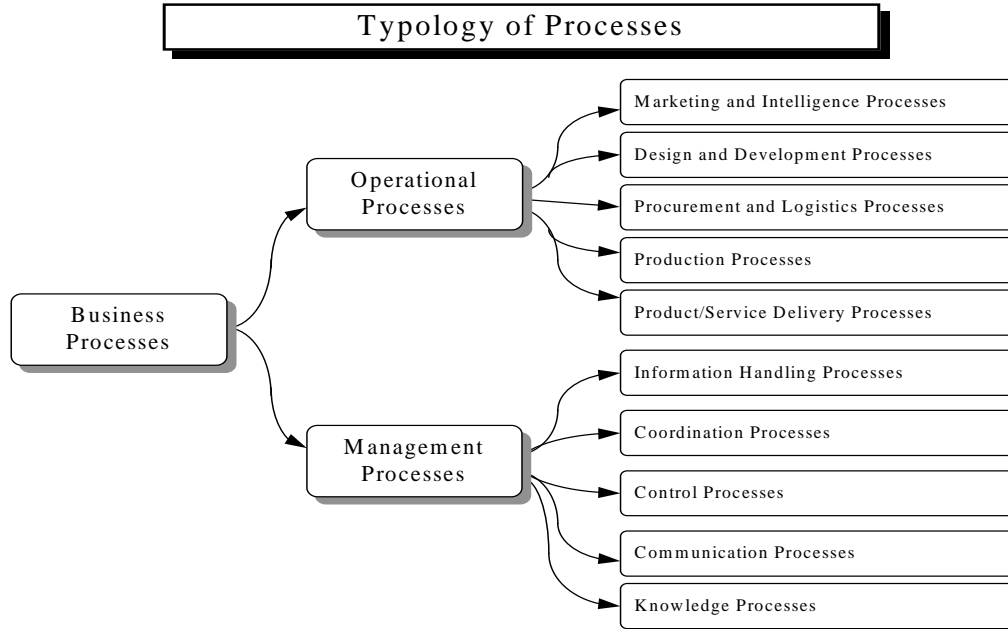 Typology of Processes
Marketing and Intelligence Processes
Design and Development Processes
Operational
Processes
Procurement and Logistics Processes
Production Processes
Product/Service Delivery Processes
Business
Processes
Information Handling Processes
Coordination Processes
Management
Processes
Control Processes
Communication Processes
Knowledge Processes